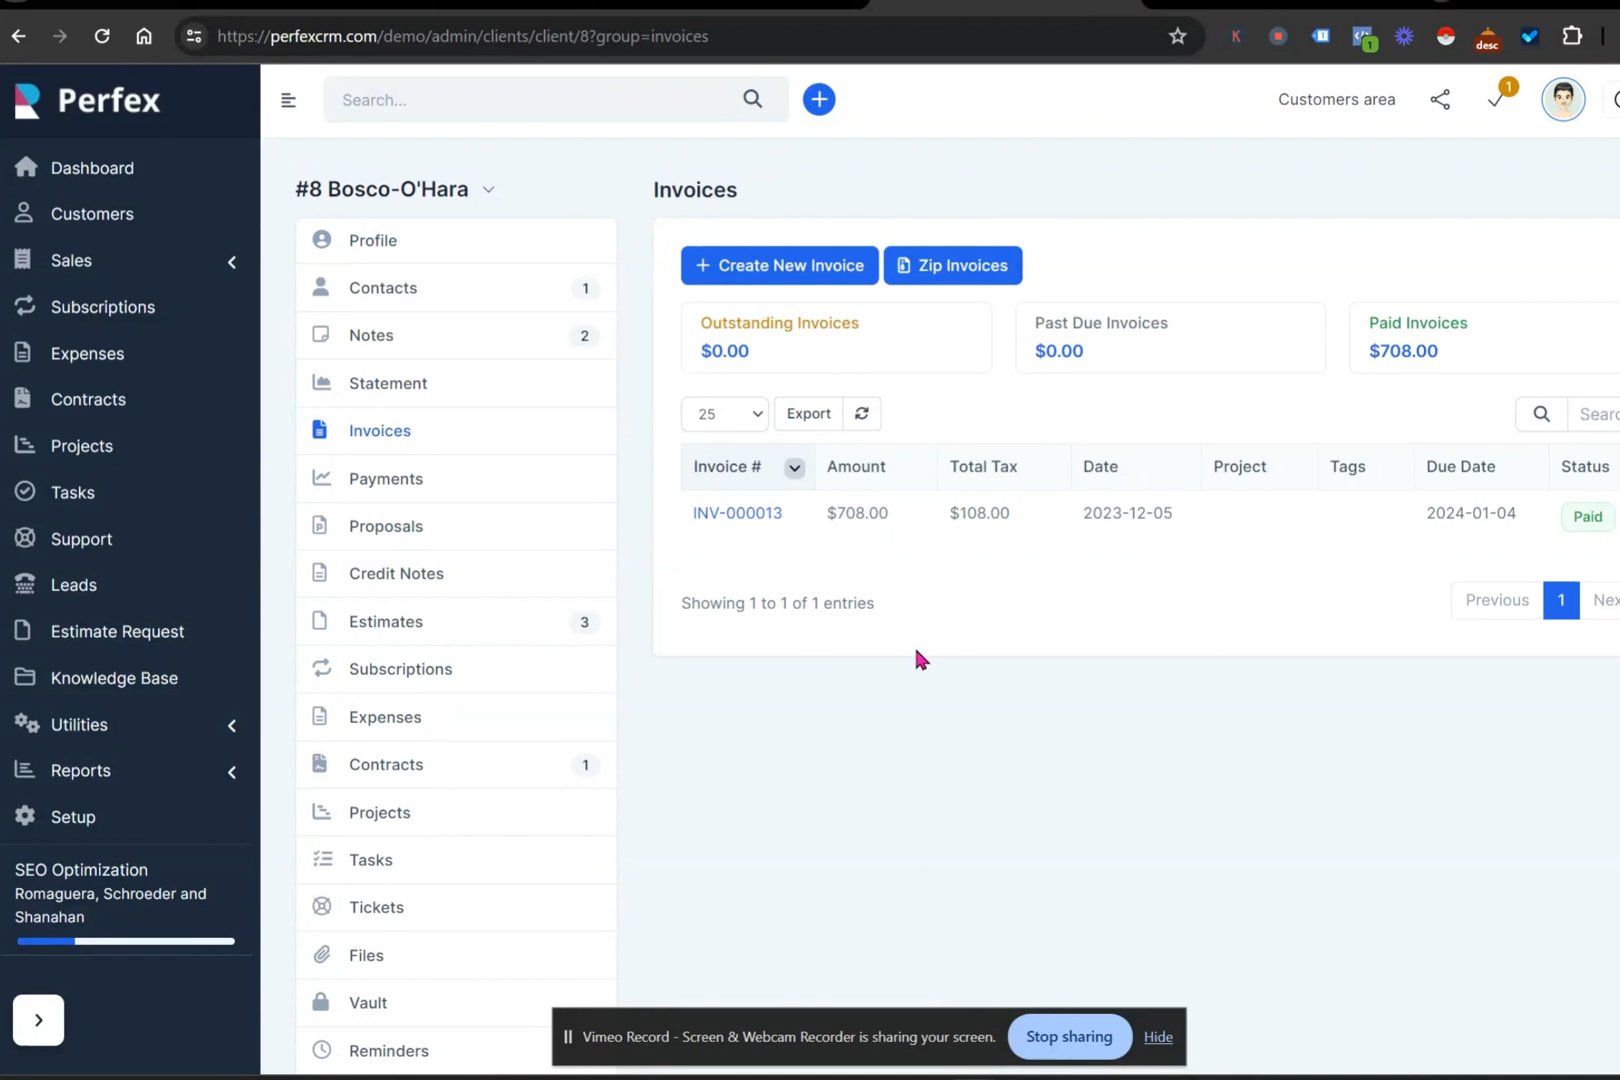 https://perfexcrm.com/demo/admin/clients/client/8?group=invoices
K
1
1
desc
Perfex
Search...
Customers area
1
Dashboard
Customers
Sales
Subscriptions
Expenses
Contracts
Projects
Tasks
Support
Leads
Estimate Request
Knowledge Base
Utilities
Reports
Setup
SEO Optimization
Romaguera, Schroeder and
Shanahan
#8 Bosco-O'Hara
Profile
Contacts 1
Notes 2
Statement
Invoices
Payments
Proposals
Credit Notes
Estimates 3
Subscriptions
Expenses
Contracts 1
Projects
Tasks
Tickets
Files
Vault
Reminders
Invoices
+ Create New Invoice
Zip Invoices
Outstanding Invoices
$0.00
Past Due Invoices
$0.00
Paid Invoices
$708.00
25
Export
Invoice # Amount Total Tax Date Project Tags Due Date Status
INV-000013 $708.00 $108.00 2023-12-05 2024-01-04 Paid
Showing 1 to 1 of 1 entries
Previous 1
Vimeo Record - Screen & Webcam Recorder is sharing your screen.
Stop sharing
Hide